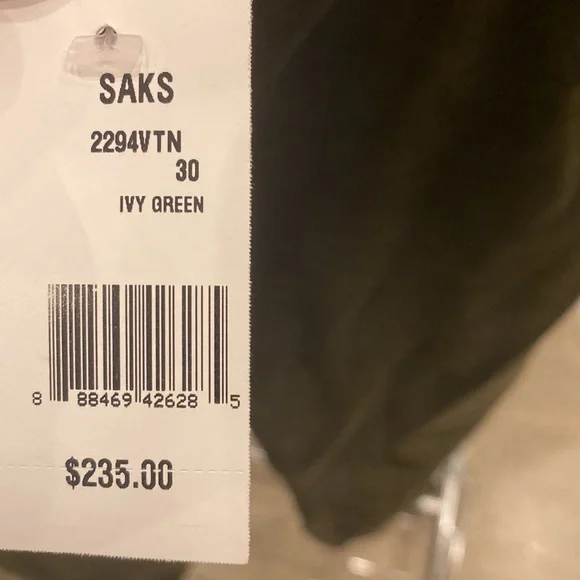 SAKS
2294VTN
30
IVY GREEN
8 88469 42628 5
$235.00